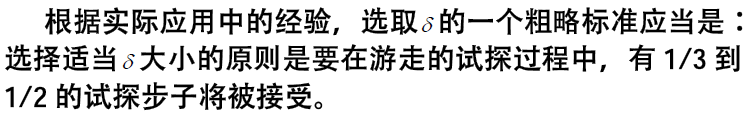 根据实际应用中的经验，选取δ的一个粗略标准应当是：
选择适当δ大小的原则是要在游走的试探过程中，有 1/3 到
1/2 的试探步子将被接受。